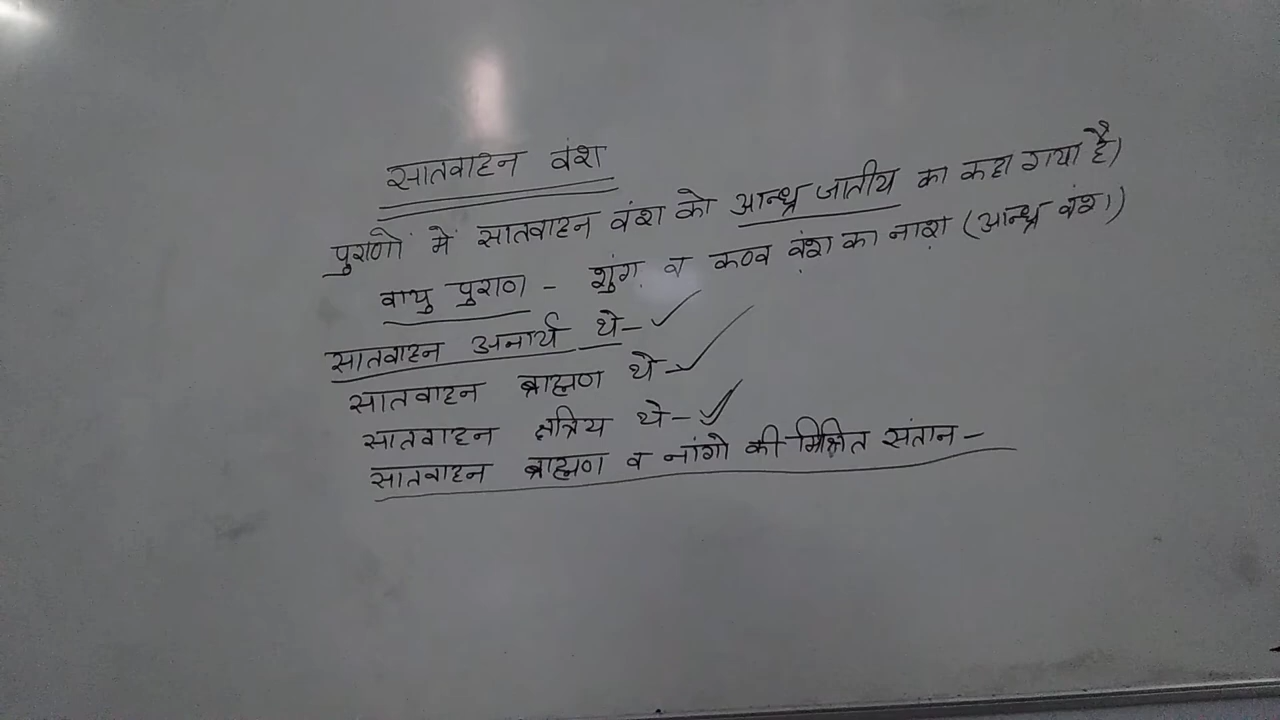 सातवाहन वंश
पुराणों में सातवाहन वंश को आन्ध्र जातीय का कहा गया है)
वायु पुराण - शुंग व कण्व वंश का नाश (आन्ध्र वंश।)
सातवाहन अनार्य थे-✓
सातवाहन ब्राह्मण थे-✓
सातवाहन क्षत्रिय थे-✓
सातवाहन ब्राह्मण व नांगो की मिश्रित संतान-